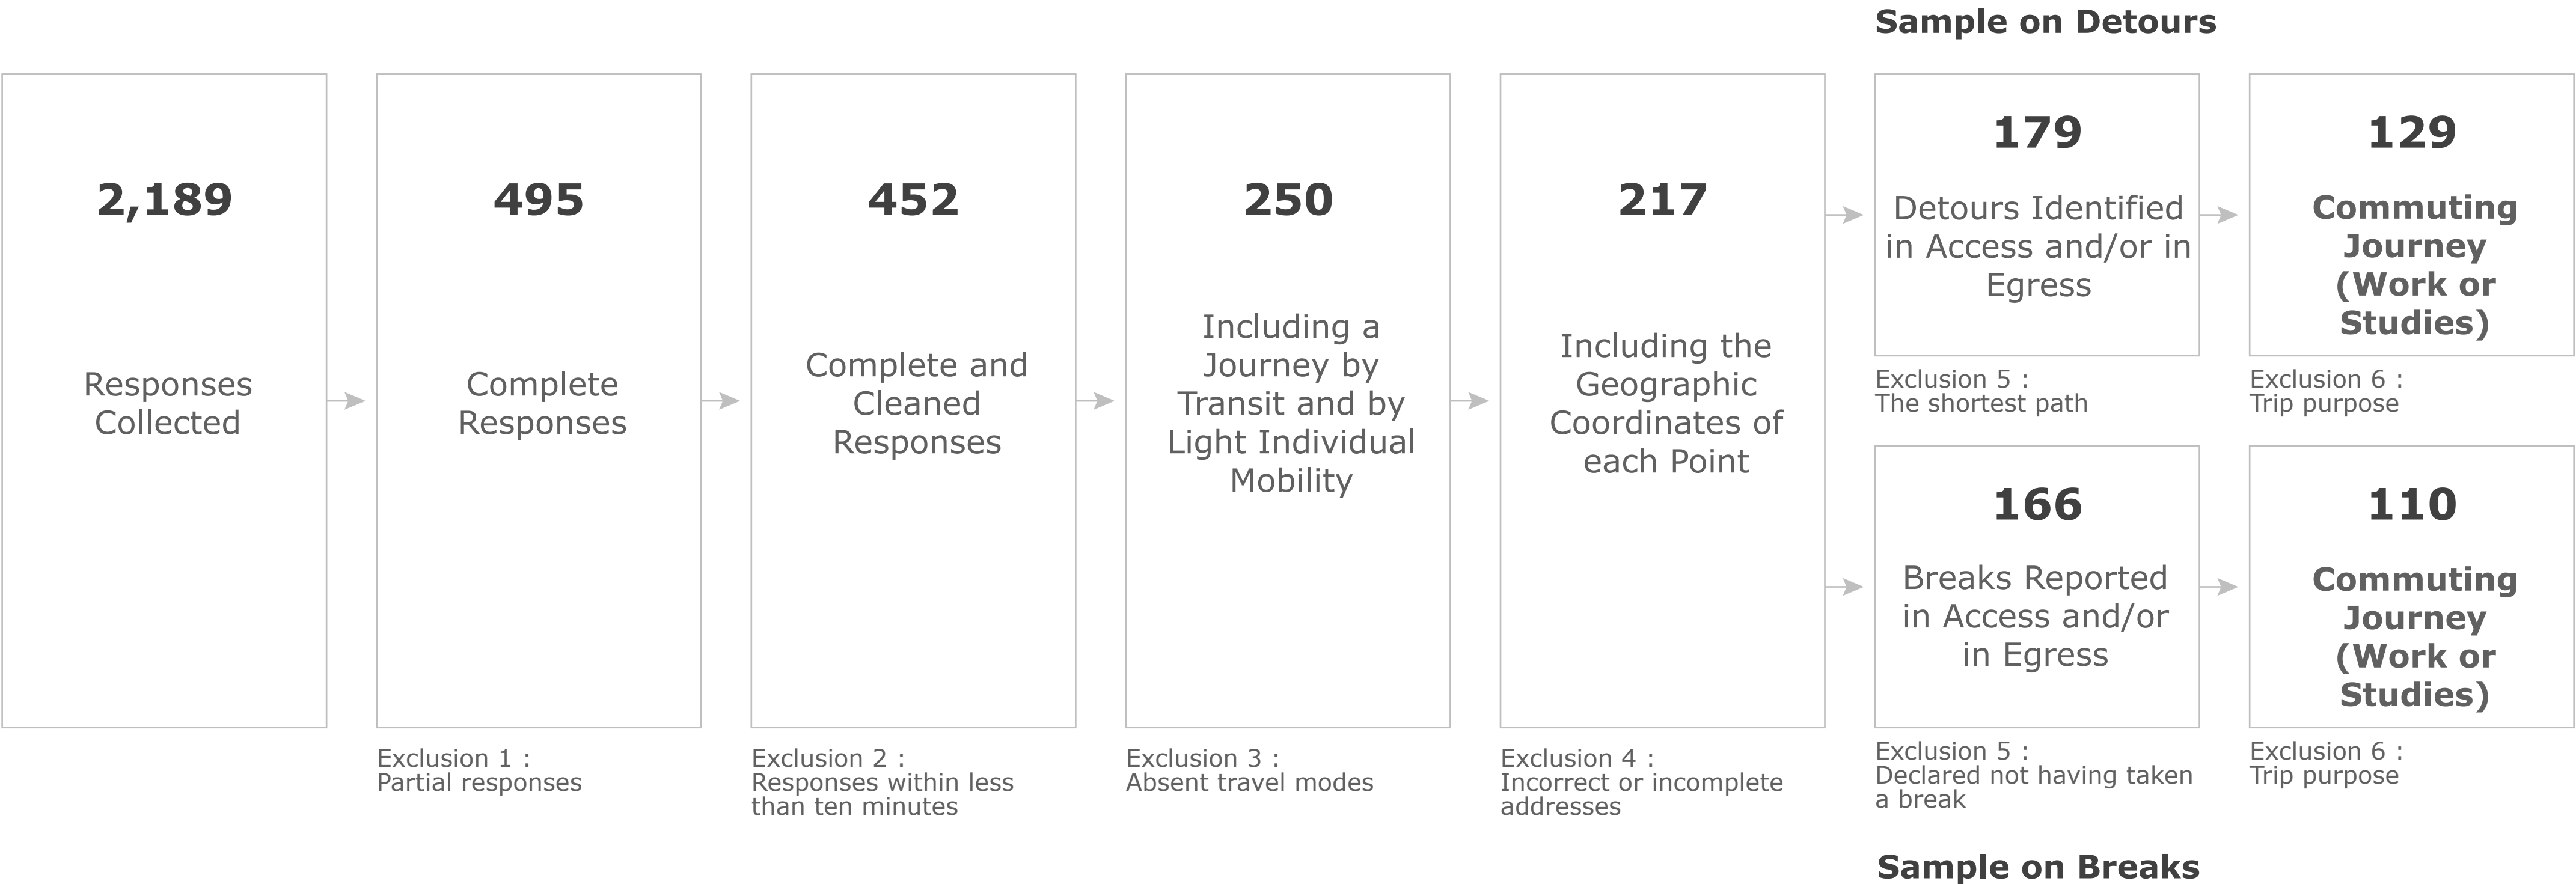 Sample on Detours
2,189
Responses
Collected
495
Complete
Responses
Exclusion 1 :
Partial responses
452
Complete and
Cleaned
Responses
Exclusion 2 :
Responses within less
than ten minutes
250
Including a
Journey by
Transit and by
Light Individual
Mobility
Exclusion 3 :
Absent travel modes
217
Including the
Geographic
Coordinates of
each Point
Exclusion 4 :
Incorrect or incomplete
addresses
179
Detours Identified
in Access and/or in
Egress
Exclusion 5 :
The shortest path
129
Commuting
Journey
(Work or
Studies)
Exclusion 6 :
Trip purpose
166
Breaks Reported
in Access and/or
in Egress
Exclusion 5 :
Declared not having taken
a break
110
Commuting
Journey
(Work or
Studies)
Exclusion 6 :
Trip purpose
Sample on Breaks